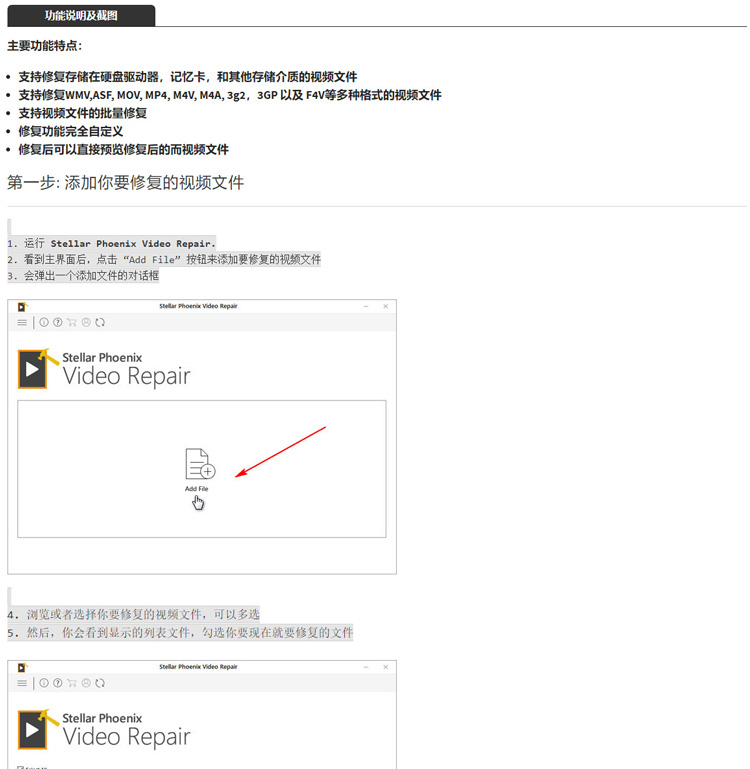 功能说明及截图
主要功能特点：
支持修复存储在硬盘驱动器，记忆卡，和其他存储介质的视频文件
支持修复WMV,ASF, MOV, MP4, M4V, M4A, 3g2，3GP 以及 F4V等多种格式的视频文件
支持视频文件的批量修复
修复功能完全自定义
修复后可以直接预览修复后的而视频文件
第一步: 添加你要修复的视频文件
1. 运行 Stellar Phoenix Video Repair.
2. 看到主界面后，点击 “Add File” 按钮来添加要修复的视频文件
3. 会弹出一个添加文件的对话框
Stellar Phoenix Video Repair
Stellar Phoenix
Video Repair
Add File
4. 浏览或者选择你要修复的视频文件，可以多选
5. 然后，你会看到显示的列表文件，勾选你要现在就要修复的文件
Stellar Phoenix Video Repair
Stellar Phoenix
Video Repair